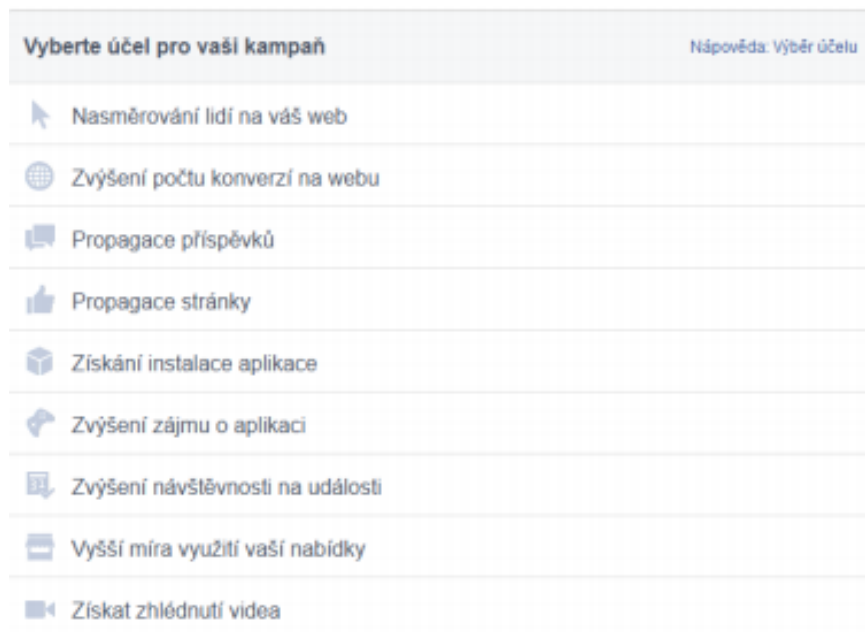 Vyberte účel pro vaši kampaň
Nápověda: Výběr účelu
Nasměrování lidí na váš web
Zvýšení počtu konverzí na webu
Propagace příspěvků
Propagace stránky
Získání instalace aplikace
Zvýšení zájmu o aplikaci
31
Zvýšení návštěvnosti na události
Vyšší míra využití vaší nabídky
Získat zhlédnutí videa